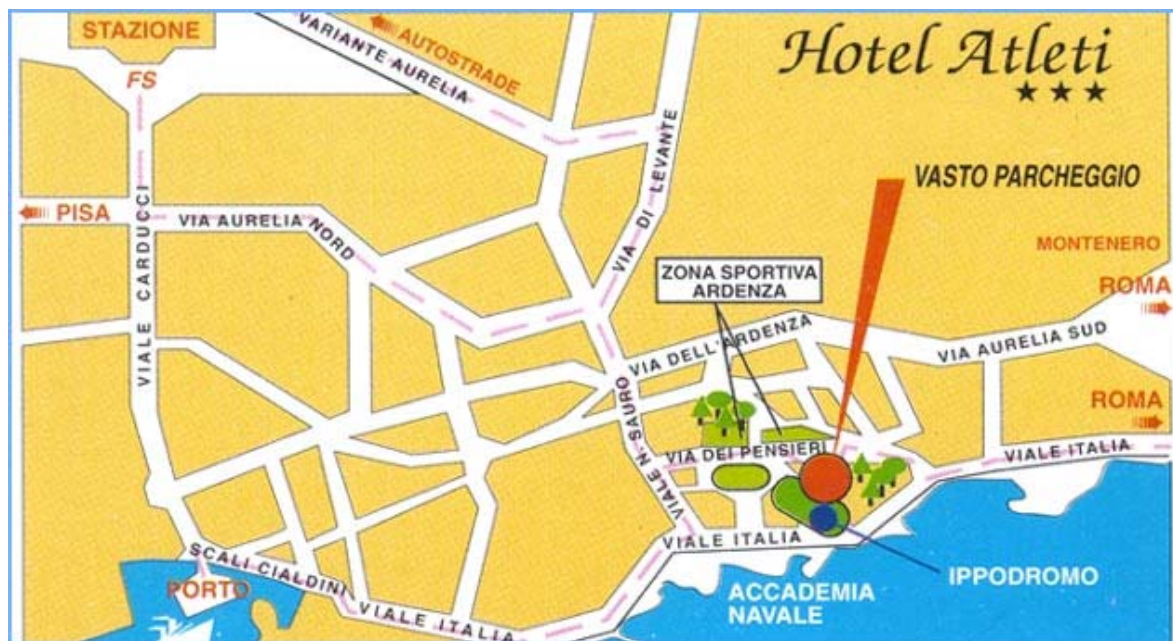 STAZIONE
FS
AUTOSTRADE
VARIANTE AURELIA
Hotel Atleti
VASTO PARCHEGGIO
PISA
VIA AURELIA NORD
VIALE CARDUCCI
VIA DI LEVANTE
ZONA SPORTIVA
ARDENZA
MONTENERO
ROMA
VIA DELL'ARDENZA
VIA AURELIA SUD
ROMA
VIALE N. SAURO
VIA DEI PENSIERI
VIALE ITALIA
VIALE ITALIA
SCALI CIALDINI
PORTO
VIALE ITALIA
ACCADEMIA
NAVALE
IPPODROMO